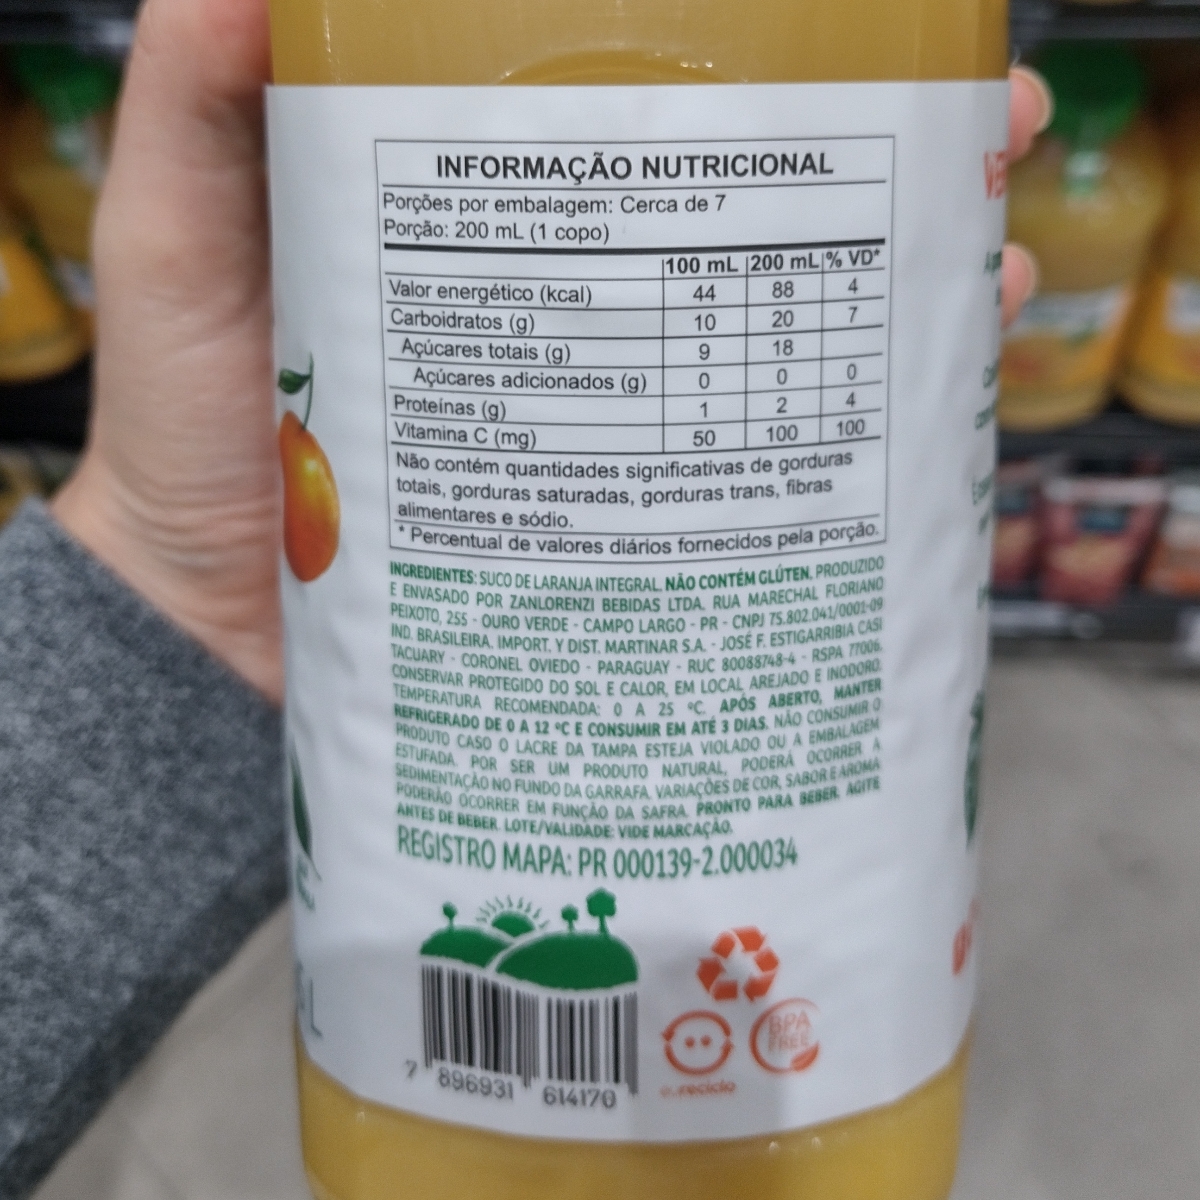 INFORMAÇÃO NUTRICIONAL
Porções por embalagem: Cerca de 7
Porção: 200 mL (1 copo)
100 mL 200 mL % VD*
Valor energético (kcal) 44 88 4
Carboidratos (g) 10 20 7
Açúcares totais (g) 9 18
Açúcares adicionados (g) 0 0 0
Proteínas (g) 1 2 4
Vitamina C (mg) 50 100 100
Não contém quantidades significativas de gorduras
totais, gorduras saturadas, gorduras trans, fibras
alimentares e sódio.
* Percentual de valores diários fornecidos pela porção.
INGREDIENTES: SUCO DE LARANJA INTEGRAL. NÃO CONTÉM GLÚTEN. PRODUZIDO
E ENVASADO POR ZANLORENZI BEBIDAS LTDA. RUA MARECHAL FLORIANO
PEIXOTO, 255 - OURO VERDE - CAMPO LARGO - PR - CNPJ 75.802.041/0001-09
IND. BRASILEIRA. IMPORT. Y DIST. MARTINAR S.A. - JOSÉ F. ESTIGARRIBIA CASI
TACUARY - CORONEL OVIEDO - PARAGUAY - RUC 80088748-4 - RSPA 77006.
CONSERVAR PROTEGIDO DO SOL E CALOR, EM LOCAL AREJADO E INODORO.
TEMPERATURA RECOMENDADA: 0 A 25 °C. APÓS ABERTO, MANTER
REFRIGERADO DE 0 A 12 °C E CONSUMIR EM ATÉ 3 DIAS. NÃO CONSUMIR O
PRODUTO CASO O LACRE DA TAMPA ESTEJA VIOLADO OU A EMBALAGEM
ESTUFADA. POR SER UM PRODUTO NATURAL, PODERÁ OCORRER A
SEDIMENTAÇÃO NO FUNDO DA GARRAFA. VARIAÇÕES DE COR, SABOR E AROMA
PODERÃO OCORRER EM FUNÇÃO DA SAFRA. PRONTO PARA BEBER. AGITE
ANTES DE BEBER. LOTE/VALIDADE: VIDE MARCAÇÃO.
REGISTRO MAPA: PR 000139-2.000034
BPA
FREE
eureciclo
7 896931 614170